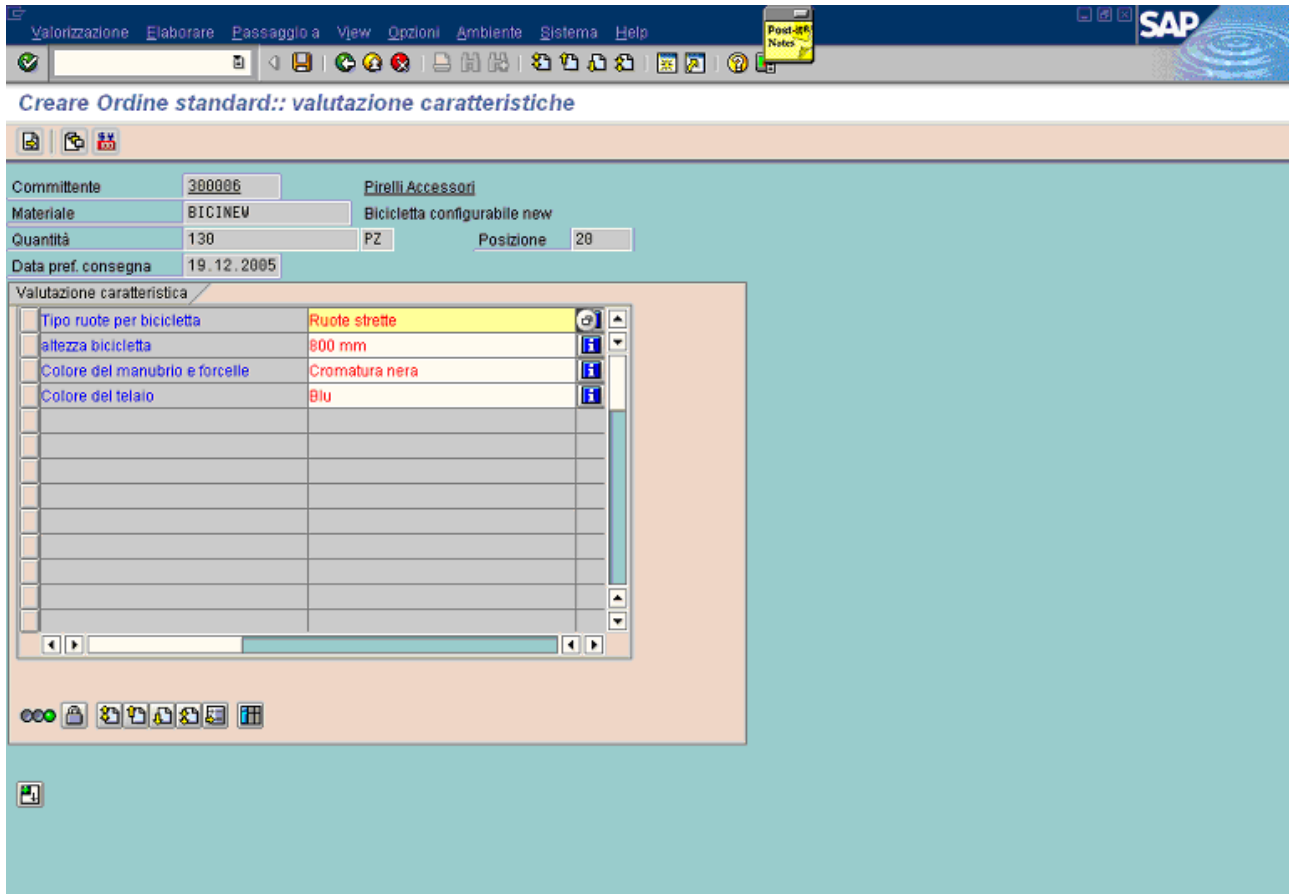 Valorizzazione Elaborare Passaggio a View Opzioni Ambiente Sistema Help
Post-it®
Notes
SAP
Creare Ordine standard:: valutazione caratteristiche
Committente 300006 Pirelli Accessori
Materiale BICINEW Bicicletta configurabile new
Quantità 130 PZ Posizione 20
Data pref. consegna 19.12.2005
Valutazione caratteristica
Tipo ruote per bicicletta Ruote strette
altezza bicicletta 800 mm
Colore del manubrio e forcelle Cromatura nera
Colore del telaio Blu